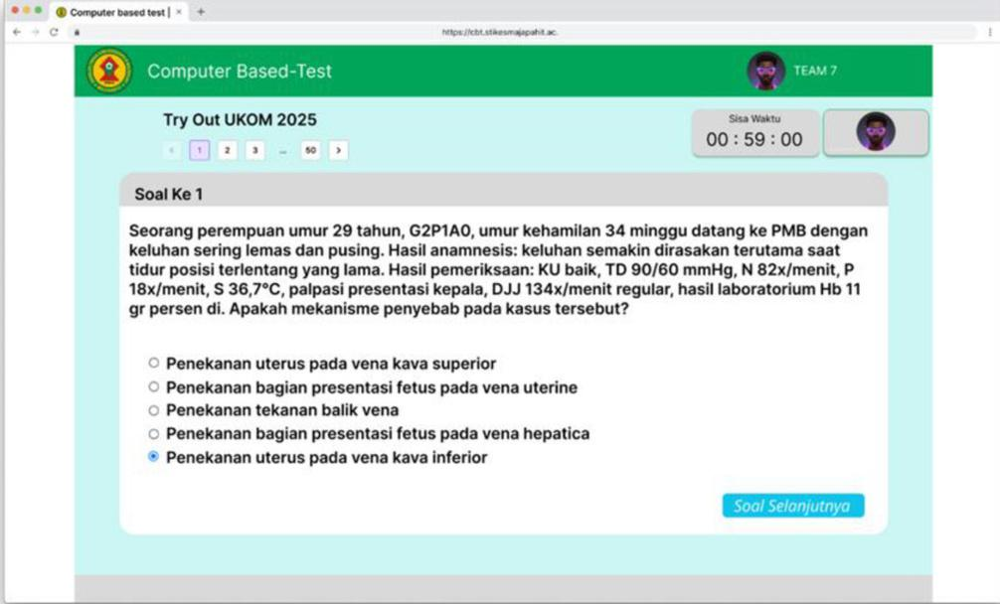 Computer based test |
https://cbt.stikesmajapahit.ac.
Computer Based-Test
TEAM 7
Try Out UKOM 2025
< 1 2 3 ... 50 >
Sisa Waktu
00 : 59 : 00
Soal Ke 1
Seorang perempuan umur 29 tahun, G2P1A0, umur kehamilan 34 minggu datang ke PMB dengan
keluhan sering lemas dan pusing. Hasil anamnesis: keluhan semakin dirasakan terutama saat
tidur posisi terlentang yang lama. Hasil pemeriksaan: KU baik, TD 90/60 mmHg, N 82x/menit, P
18x/menit, S 36,7°C, palpasi presentasi kepala, DJJ 134x/menit regular, hasil laboratorium Hb 11
gr persen di. Apakah mekanisme penyebab pada kasus tersebut?
Penekanan uterus pada vena kava superior
Penekanan bagian presentasi fetus pada vena uterine
Penekanan tekanan balik vena
Penekanan bagian presentasi fetus pada vena hepatica
Penekanan uterus pada vena kava inferior
Soal Selanjutnya